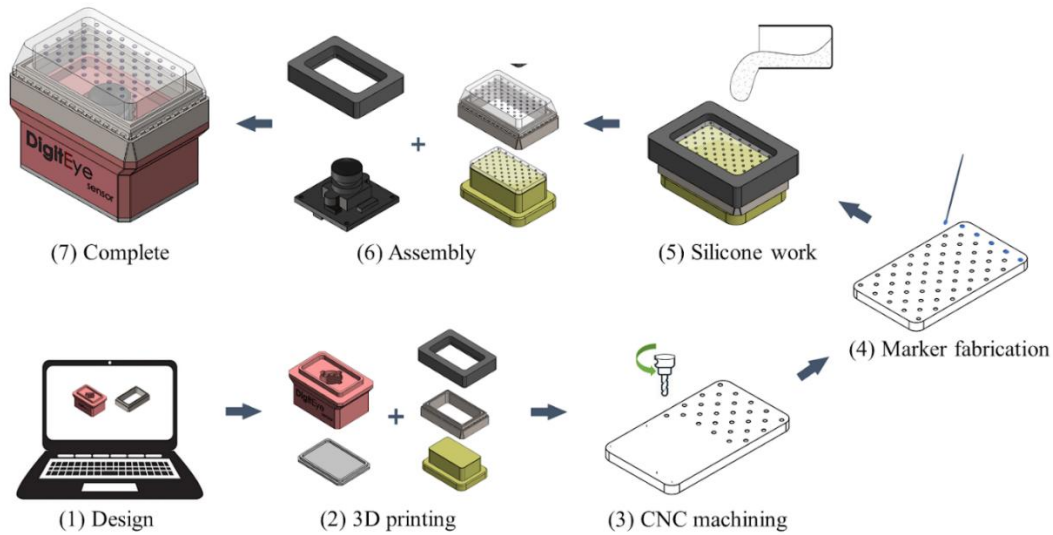 DigitEye
sensor
(7) Complete
+
(6) Assembly
(5) Silicone work
(4) Marker fabrication
(1) Design
DigitEye
+
(2) 3D printing
(3) CNC machining